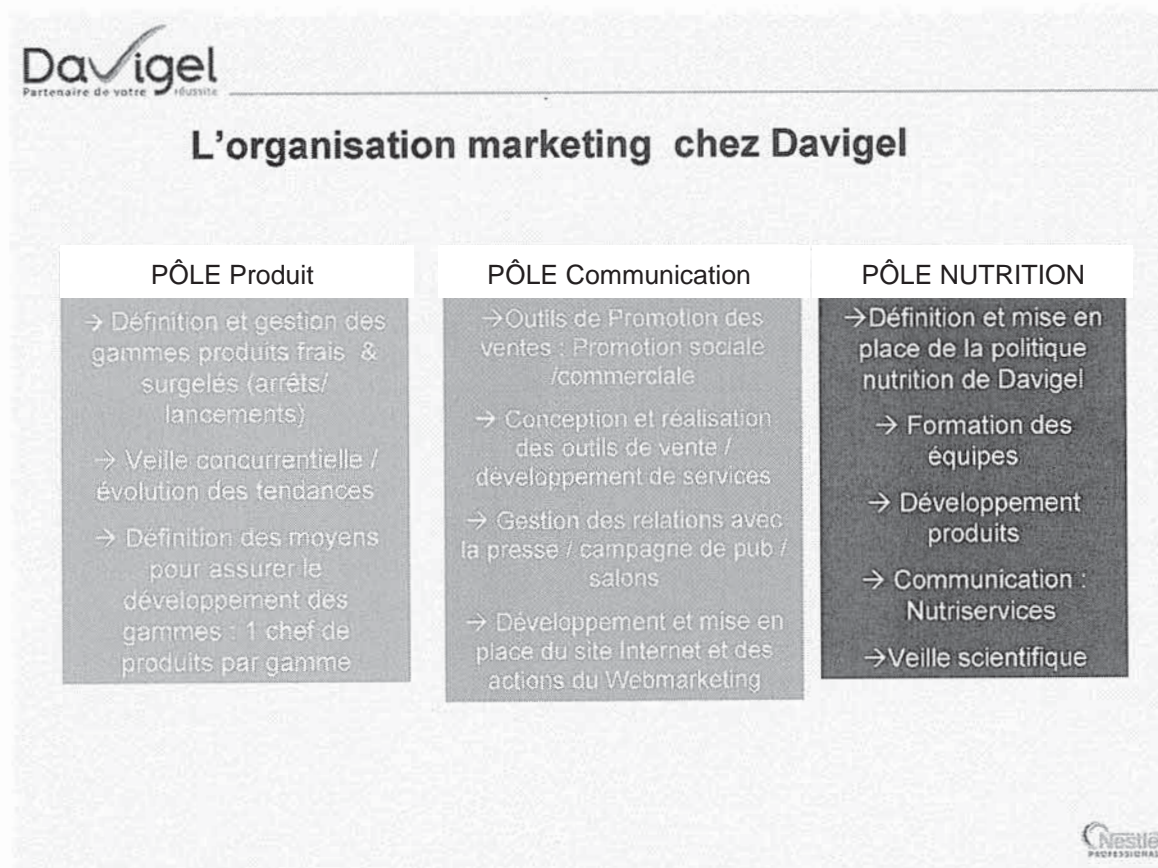 Davigel
Partenaire de votre réussite
L'organisation marketing chez Davigel
PÔLE Produit
→ Définition et gestion des
gammes produits frais &
surgelés (arrêts/
lancements)
→ Veille concurrentielle /
évolution des tendances
→ Définition des moyens
pour assurer le
développement des
gammes : 1 chef de
produits par gamme
PÔLE Communication
→Outils de Promotion des
ventes : Promotion sociale
/commerciale
→ Conception et réalisation
des outils de vente /
développement de services
→ Gestion des relations avec
la presse / campagne de pub /
salons
→ Développement et mise en
place du site Internet et des
actions du Webmarketing
PÔLE NUTRITION
→Définition et mise en
place de la politique
nutrition de Davigel
→ Formation des
équipes
→ Développement
produits
→ Communication :
Nutriservices
→Veille scientifique
Nestlé
PROFESSIONAL